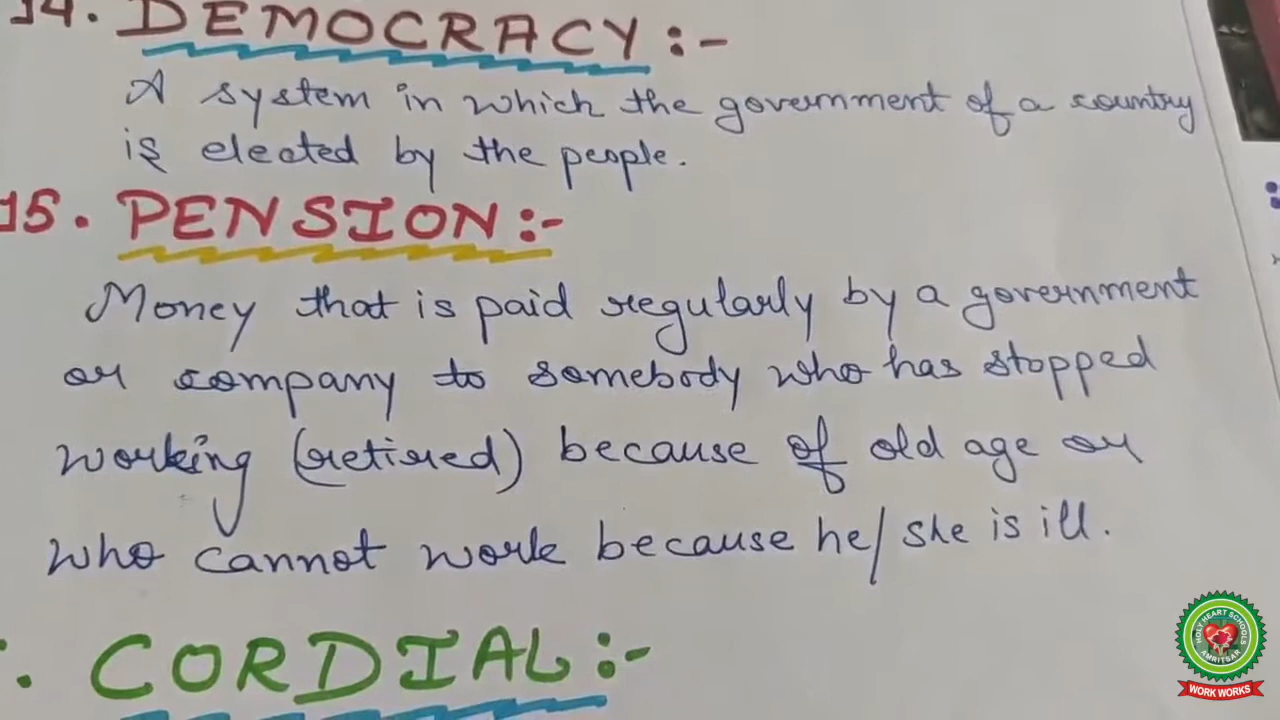 14. DEMOCRACY:-
A system in which the government of a country
is elected by the people.
15. PENSION:-
Money that is paid regularly by a government
or company to somebody who has stopped
working (retired) because of old age or
who cannot work because he/she is ill.
. CORDIAL:-
HOLY HEART SCHOOLS
AMRITSAR
WORK WORKS